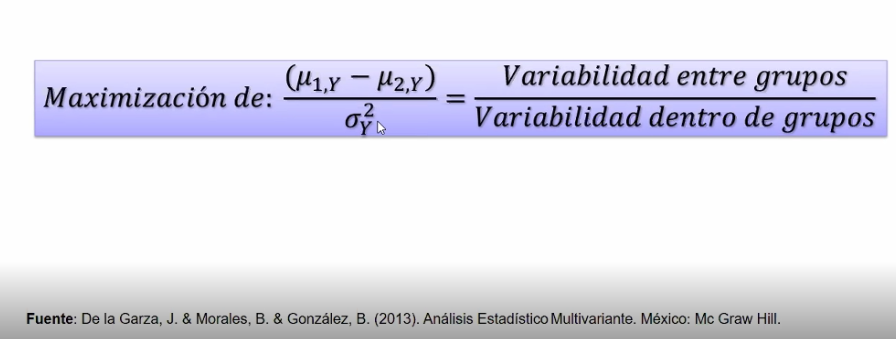 Maximización de: (μ₁,Y − μ₂,Y) / σ²Y = Variabilidad entre grupos / Variabilidad dentro de grupos
Fuente: De la Garza, J. & Morales, B. & González, B. (2013). Análisis Estadístico Multivariante. México: Mc Graw Hill.